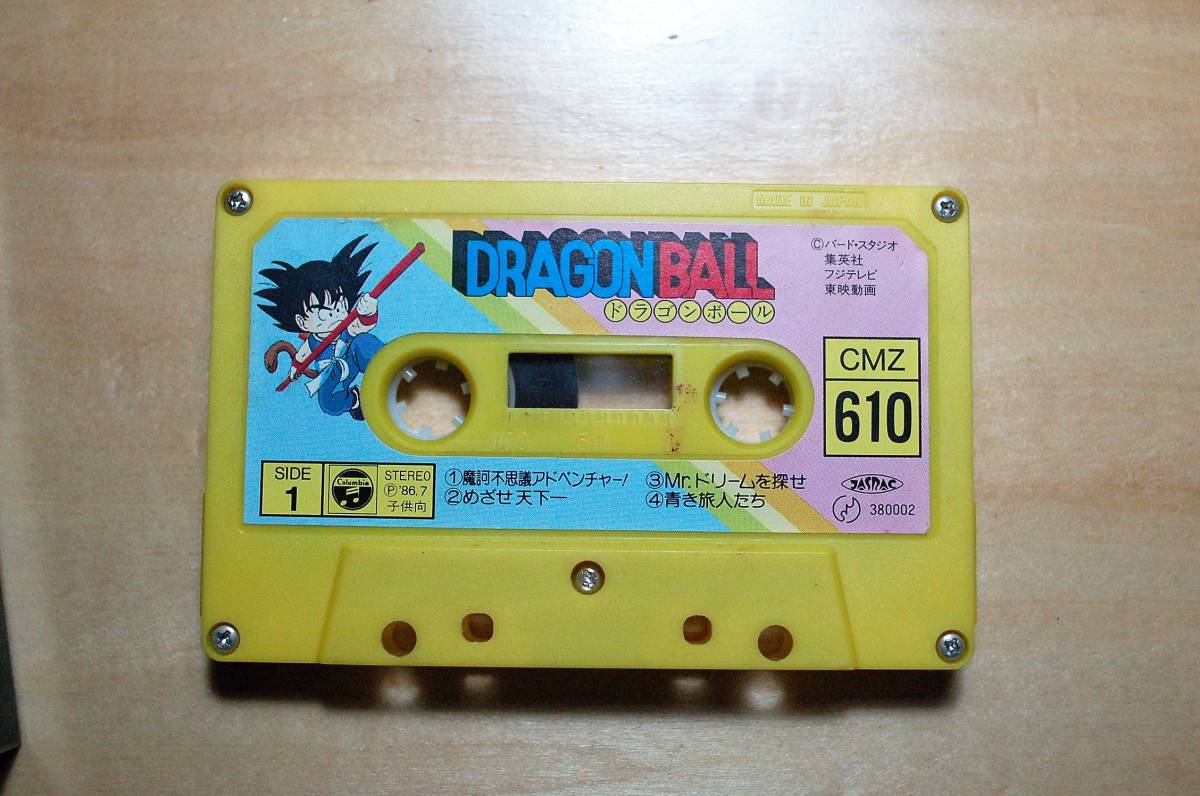 MADE IN JAPAN
DRAGON BALL
ドラゴンボール
©バード・スタジオ
集英社
フジテレビ
東映動画
CMZ
610
SIDE
1
Columbia
STEREO
Ⓟ'86.7
子供向
①魔訶不思議アドベンチャー!
②めざせ天下一
③Mr.ドリームを探せ
④青き旅人たち
JASRAC
380002
100 50